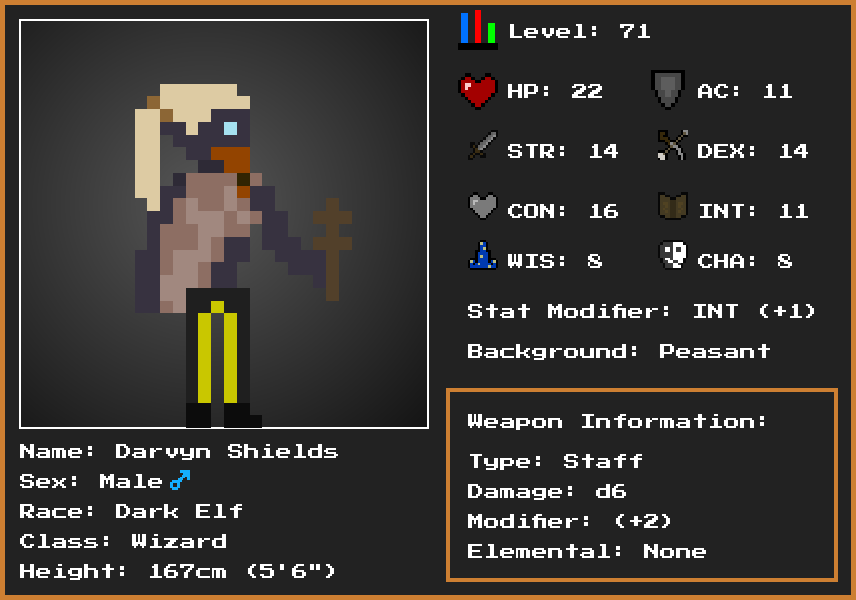 Level: 71
HP: 22
AC: 11
STR: 14
DEX: 14
CON: 16
INT: 11
WIS: 8
CHA: 8
Stat Modifier: INT (+1)
Background: Peasant
Weapon Information:
Type: Staff
Damage: d6
Modifier: (+2)
Elemental: None
Name: Darvyn Shields
Sex: Male♂
Race: Dark Elf
Class: Wizard
Height: 167cm (5'6")